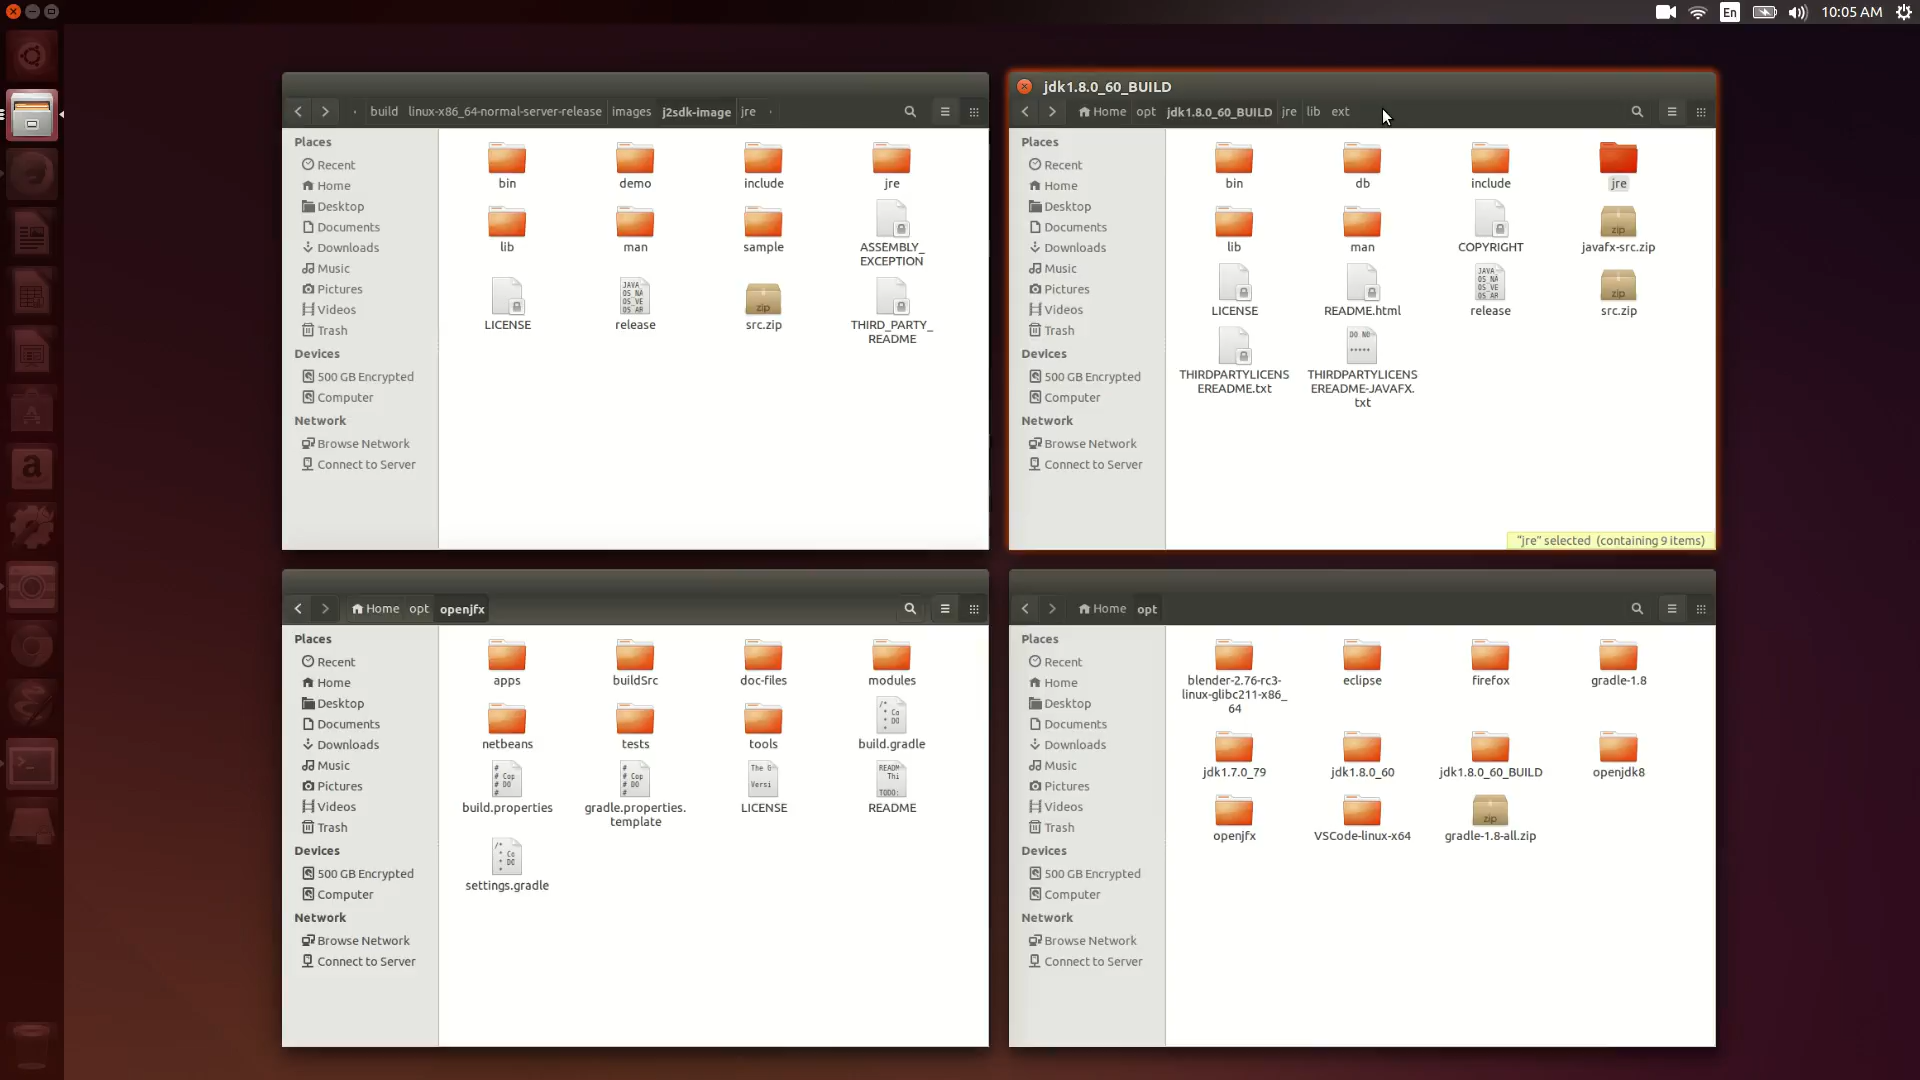 En 10:05 AM
build linux-x86_64-normal-server-release images j2sdk-image jre
Places
Recent
Home
Desktop
Documents
Downloads
Music
Pictures
Videos
Trash
Devices
500 GB Encrypted
Computer
Network
Browse Network
Connect to Server
bin demo include jre
lib man sample ASSEMBLY_
EXCEPTION
LICENSE release src.zip THIRD_PARTY_
README
jdk1.8.0_60_BUILD
Home opt jdk1.8.0_60_BUILD jre lib ext
Places
Recent
Home
Desktop
Documents
Downloads
Music
Pictures
Videos
Trash
Devices
500 GB Encrypted
Computer
Network
Browse Network
Connect to Server
bin db include jre
lib man COPYRIGHT javafx-src.zip
LICENSE README.html release src.zip
THIRDPARTYLICENS
EREADME.txt
THIRDPARTYLICENS
EREADME-JAVAFX.
txt
"jre" selected (containing 9 items)
Home opt openjfx
Places
Recent
Home
Desktop
Documents
Downloads
Music
Pictures
Videos
Trash
Devices
500 GB Encrypted
Computer
Network
Browse Network
Connect to Server
apps buildSrc doc-files modules
netbeans tests tools build.gradle
build.properties gradle.properties.
template
LICENSE README
settings.gradle
Home opt
Places
Recent
Home
Desktop
Documents
Downloads
Music
Pictures
Videos
Trash
Devices
500 GB Encrypted
Computer
Network
Browse Network
Connect to Server
blender-2.76-rc3-
linux-glibc211-x86_
64
eclipse firefox gradle-1.8
jdk1.7.0_79 jdk1.8.0_60 jdk1.8.0_60_BUILD openjdk8
openjfx VSCode-linux-x64 gradle-1.8-all.zip